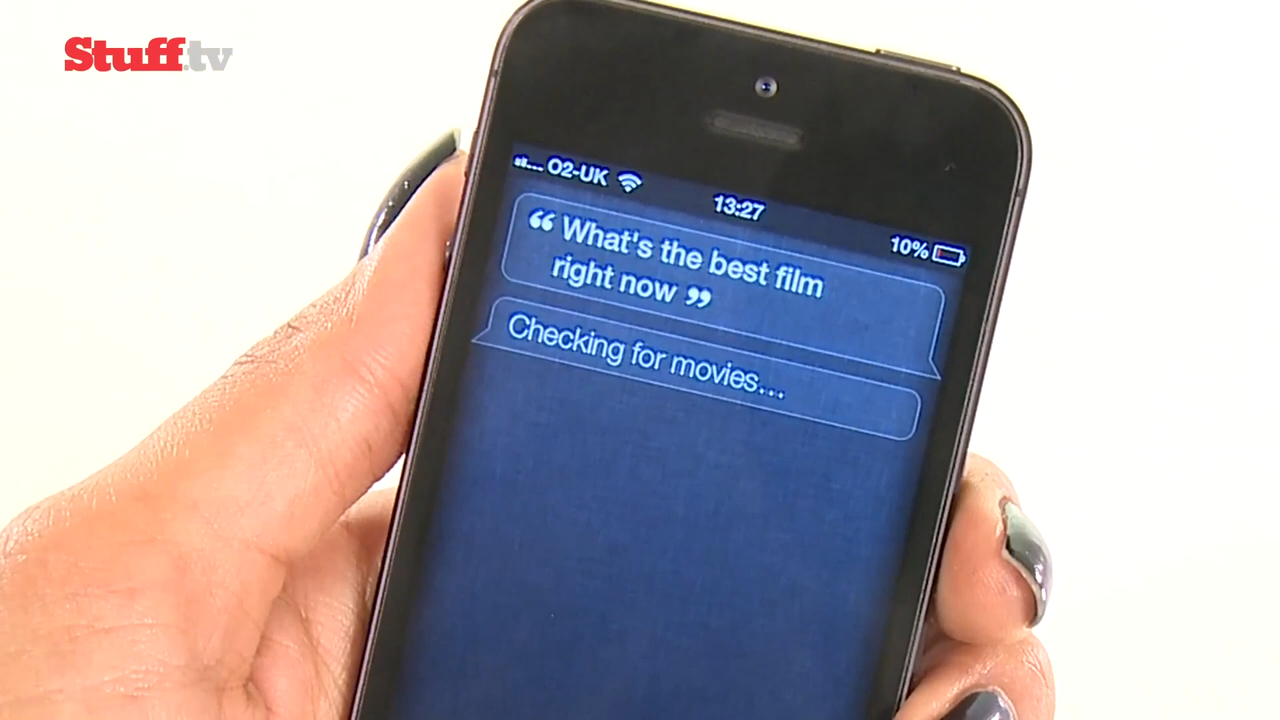 Stuff.tv
O2-UK
13:27
10%
“ What's the best film
right now ”
Checking for movies...